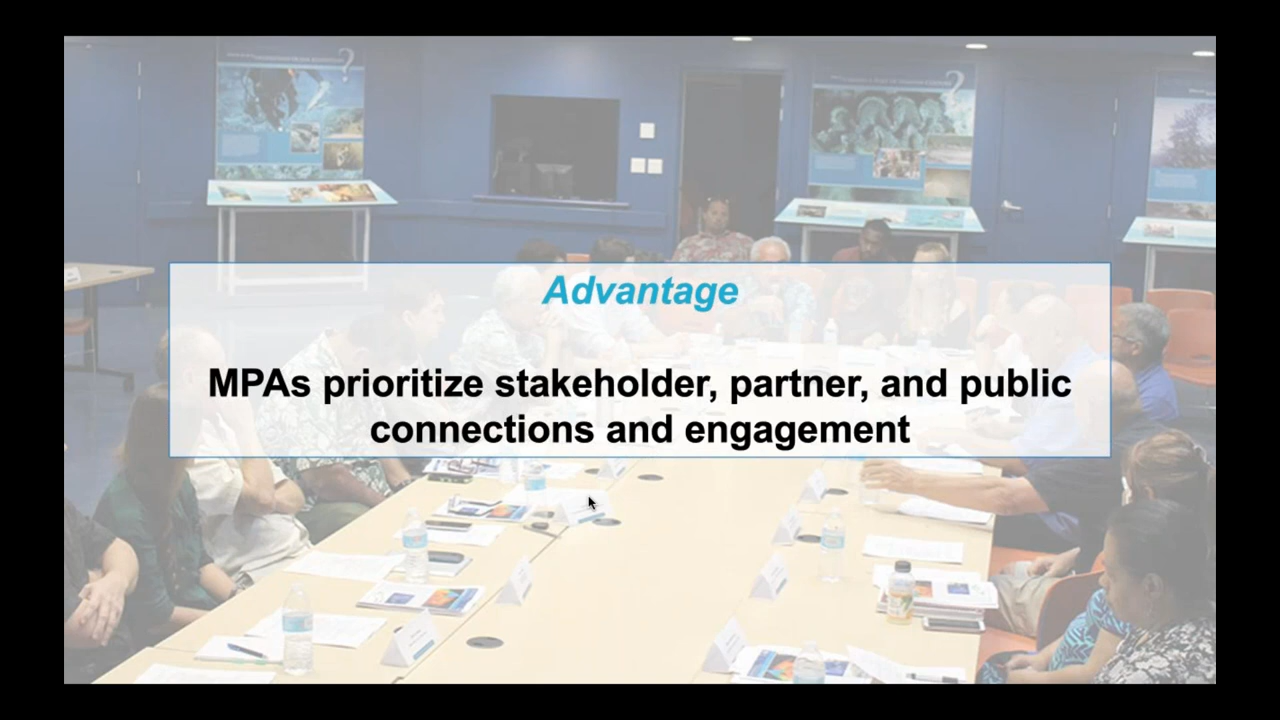 Advantage
MPAs prioritize stakeholder, partner, and public
connections and engagement